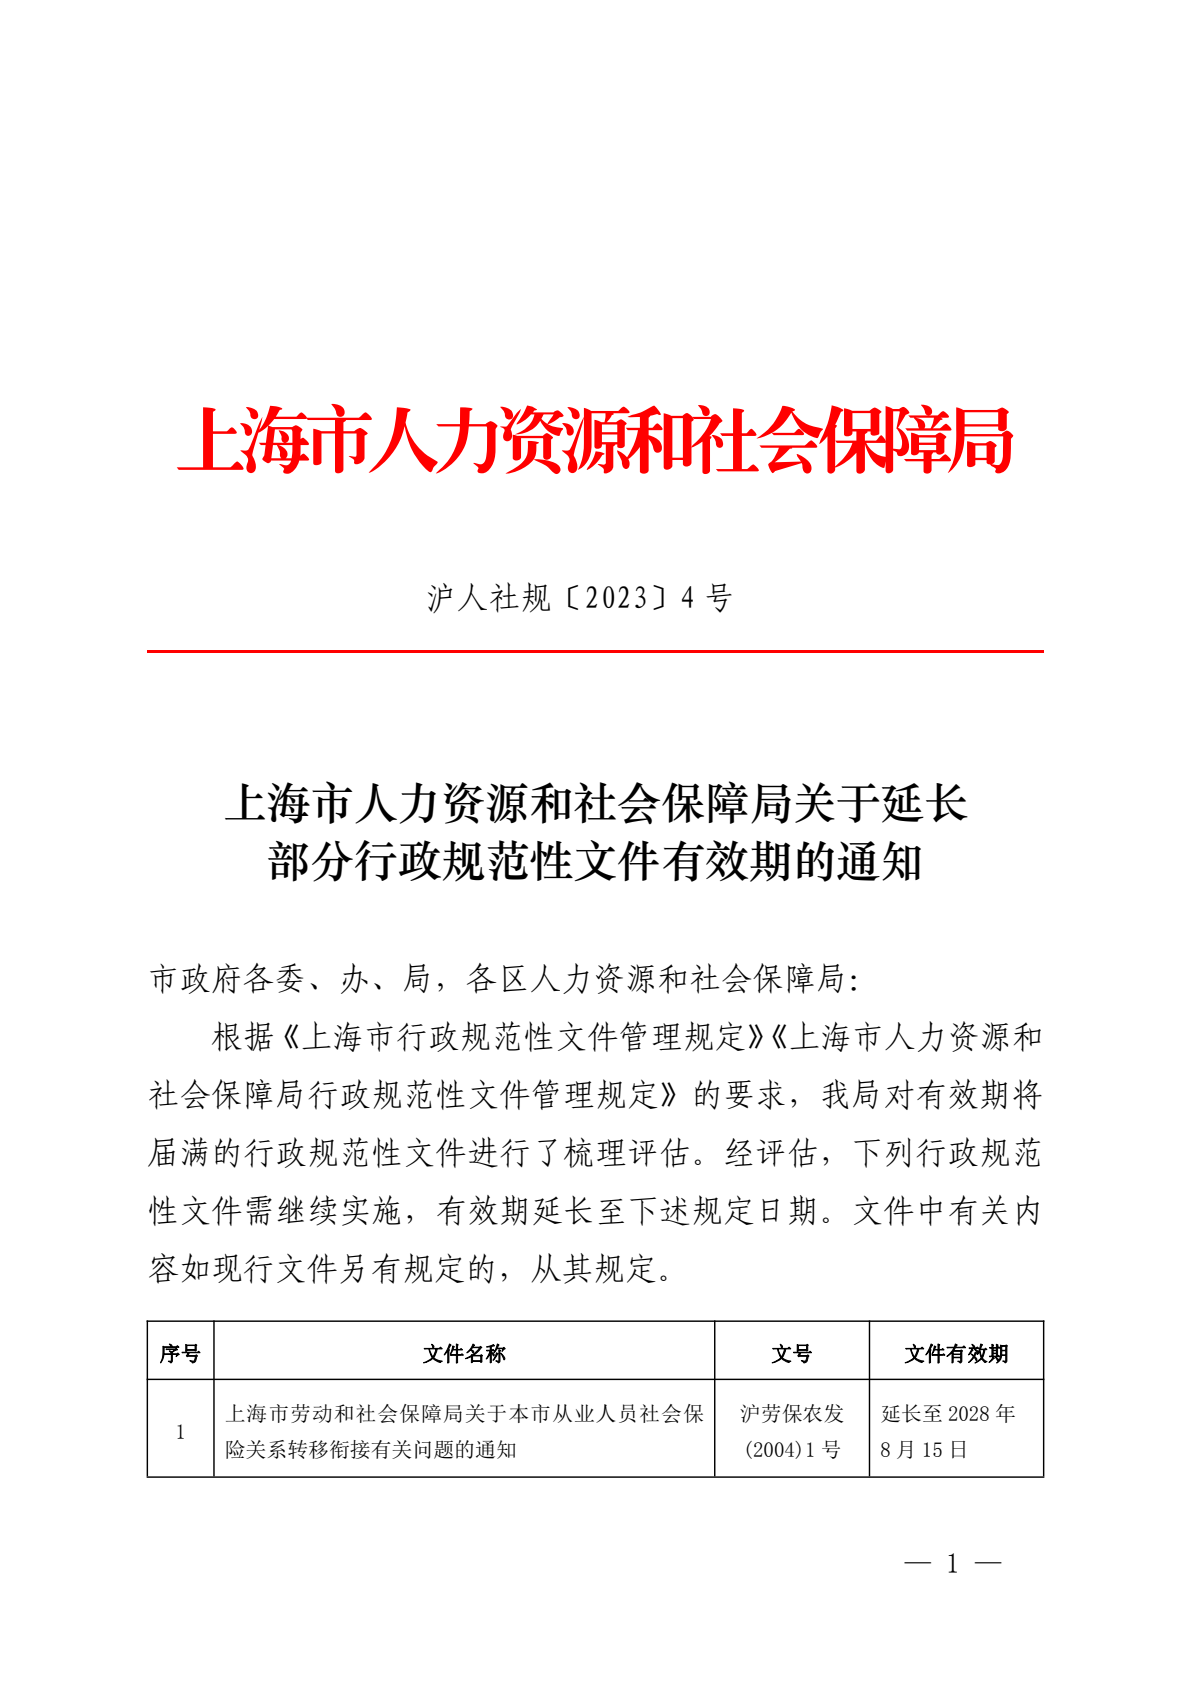 上海市人力资源和社会保障局
沪人社规〔2023〕4 号
上海市人力资源和社会保障局关于延长
部分行政规范性文件有效期的通知
市政府各委、办、局，各区人力资源和社会保障局：
根据《上海市行政规范性文件管理规定》《上海市人力资源和
社会保障局行政规范性文件管理规定》的要求，我局对有效期将
届满的行政规范性文件进行了梳理评估。经评估，下列行政规范
性文件需继续实施，有效期延长至下述规定日期。文件中有关内
容如现行文件另有规定的，从其规定。
序号 文件名称 文号 文件有效期
1
上海市劳动和社会保障局关于本市从业人员社会保
险关系转移衔接有关问题的通知
沪劳保农发
(2004)1 号
延长至 2028 年
8 月 15 日
— 1 —